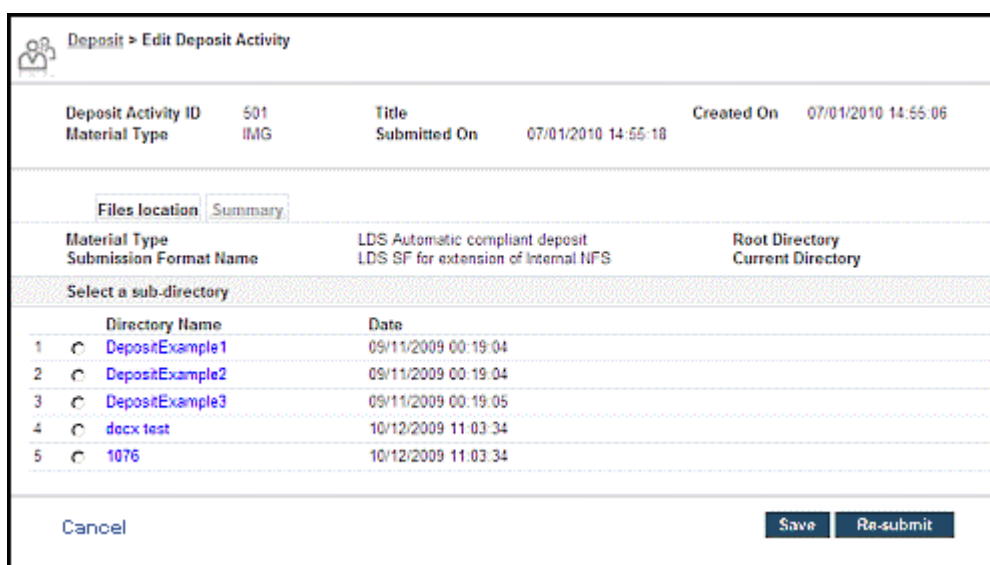 Deposit > Edit Deposit Activity
Deposit Activity ID 501 Title Created On 07/01/2010 14:55:06
Material Type IMG Submitted On 07/01/2010 14:55:18
Files location Summary
Material Type LDS Automatic compliant deposit Root Directory
Submission Format Name LDS SF for extension of Internal NFS Current Directory
Select a sub-directory
Directory Name Date
1 DepositExample1 09/11/2009 00:19:04
2 DepositExample2 09/11/2009 00:19:04
3 DepositExample3 09/11/2009 00:19:05
4 docx test 10/12/2009 11:03:34
5 1076 10/12/2009 11:03:34
Cancel Save Re-submit